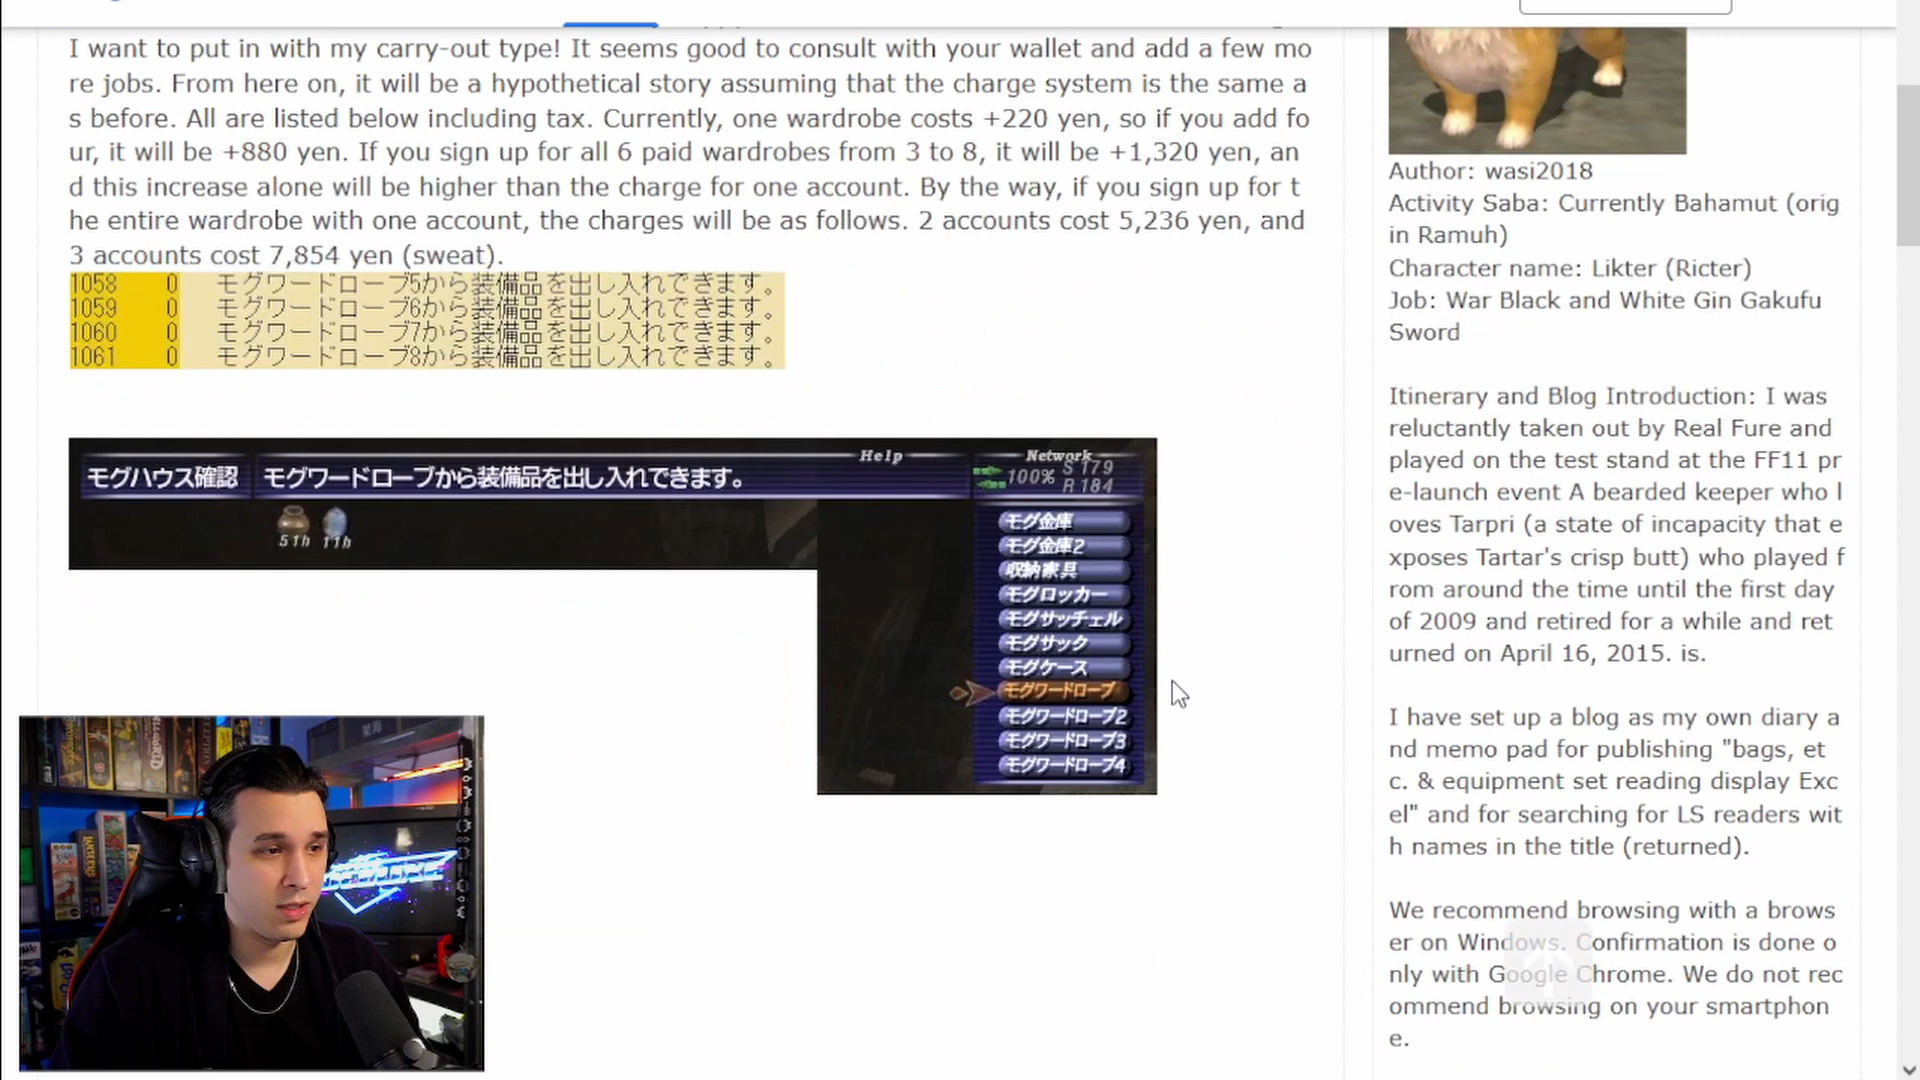 I want to put in with my carry-out type! It seems good to consult with your wallet and add a few mo
re jobs. From here on, it will be a hypothetical story assuming that the charge system is the same a
s before. All are listed below including tax. Currently, one wardrobe costs +220 yen, so if you add fo
ur, it will be +880 yen. If you sign up for all 6 paid wardrobes from 3 to 8, it will be +1,320 yen, an
d this increase alone will be higher than the charge for one account. By the way, if you sign up for t
he entire wardrobe with one account, the charges will be as follows. 2 accounts cost 5,236 yen, and
3 accounts cost 7,854 yen (sweat).
1058 0 モグワードローブ5から装備品を出し入れできます。
1059 0 モグワードローブ6から装備品を出し入れできます。
1060 0 モグワードローブ7から装備品を出し入れできます。
1061 0 モグワードローブ8から装備品を出し入れできます。
Help
Network
モグハウス確認
モグワードローブから装備品を出し入れできます。
100%
S 179
R 184
51h 11h
モグ金庫
モグ金庫2
収納家具
モグロッカー
モグサッチェル
モグサック
モグケース
モグワードローブ
モグワードローブ2
モグワードローブ3
モグワードローブ4
Author: wasi2018
Activity Saba: Currently Bahamut (orig
in Ramuh)
Character name: Likter (Ricter)
Job: War Black and White Gin Gakufu
Sword
Itinerary and Blog Introduction: I was
reluctantly taken out by Real Fure and
played on the test stand at the FF11 pr
e-launch event A bearded keeper who l
oves Tarpri (a state of incapacity that e
xposes Tartar's crisp butt) who played f
rom around the time until the first day
of 2009 and retired for a while and ret
urned on April 16, 2015. is.
I have set up a blog as my own diary a
nd memo pad for publishing "bags, et
c. & equipment set reading display Exc
el" and for searching for LS readers wit
h names in the title (returned).
We recommend browsing with a brows
er on Windows. Confirmation is done o
nly with Google Chrome. We do not rec
ommend browsing on your smartphon
e.